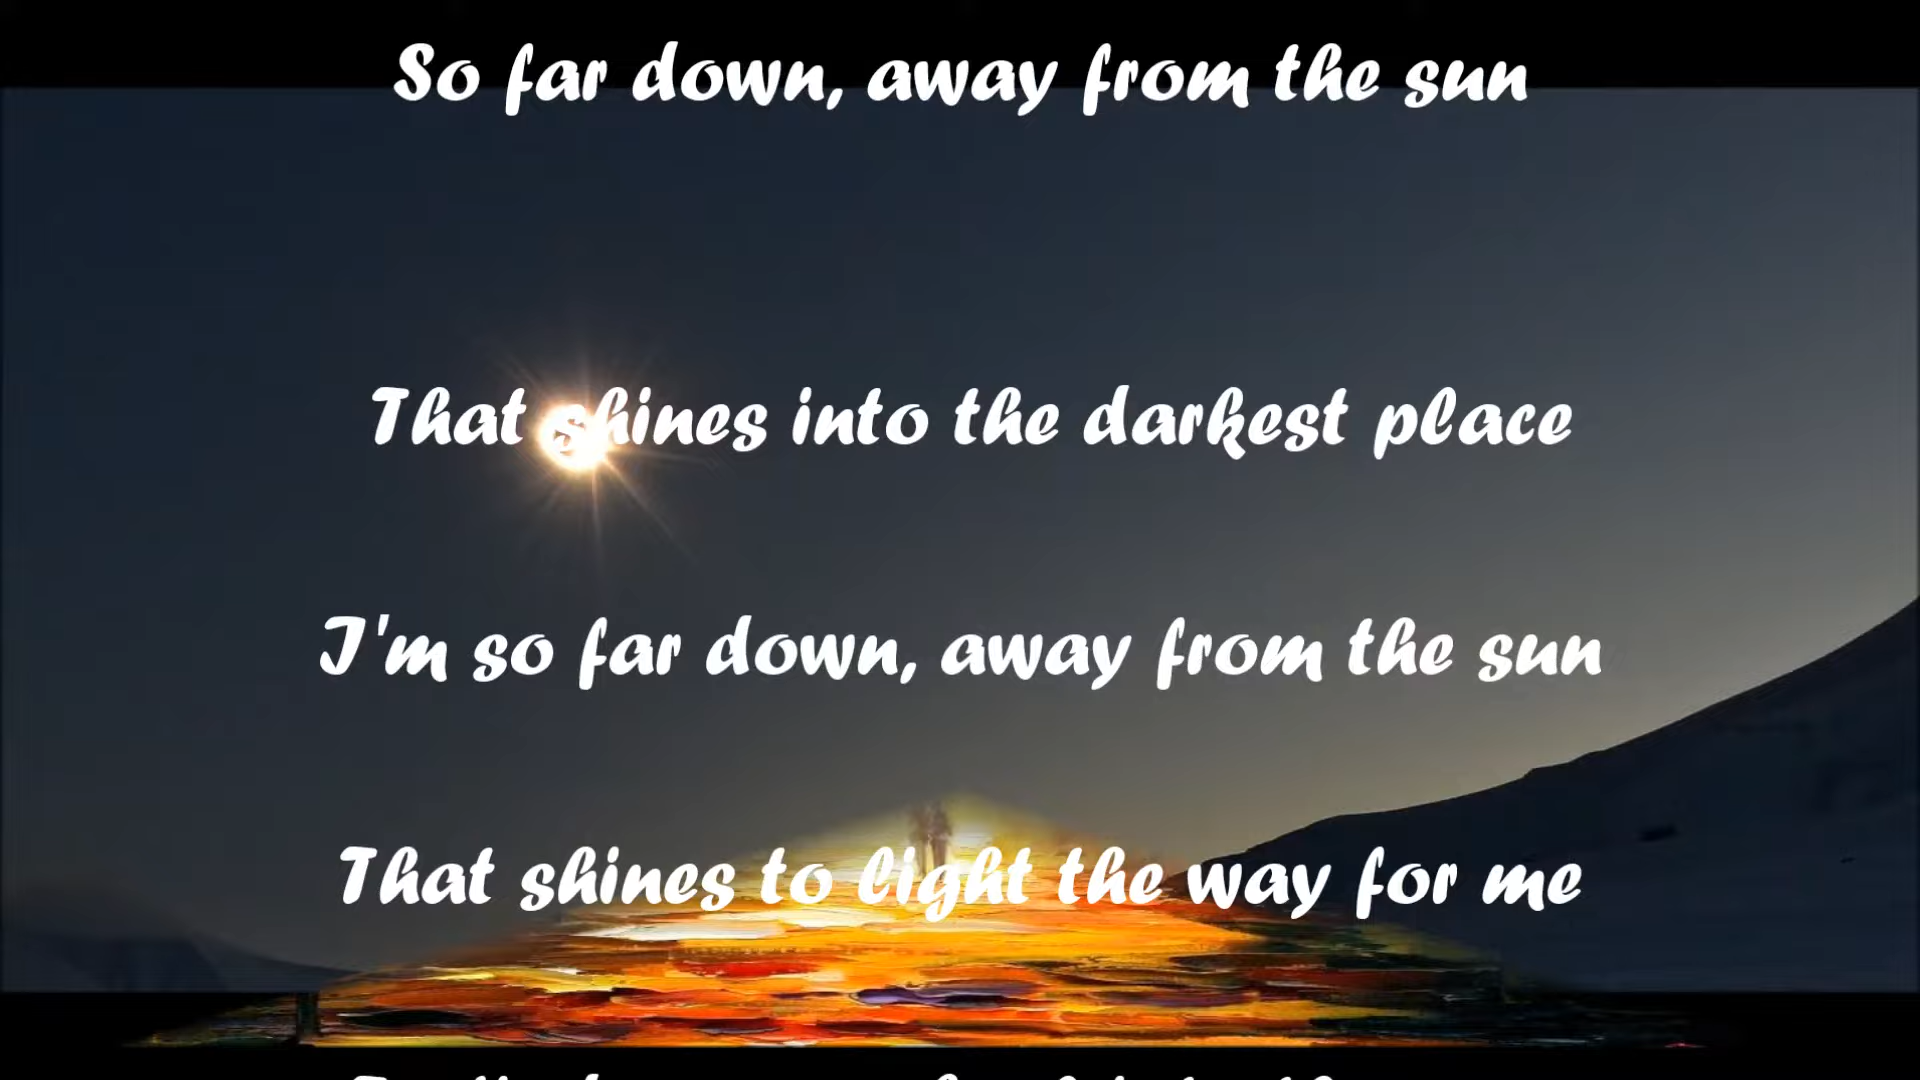 So far down, away from the sun
That shines into the darkest place
I'm so far down, away from the sun
That shines to light the way for me